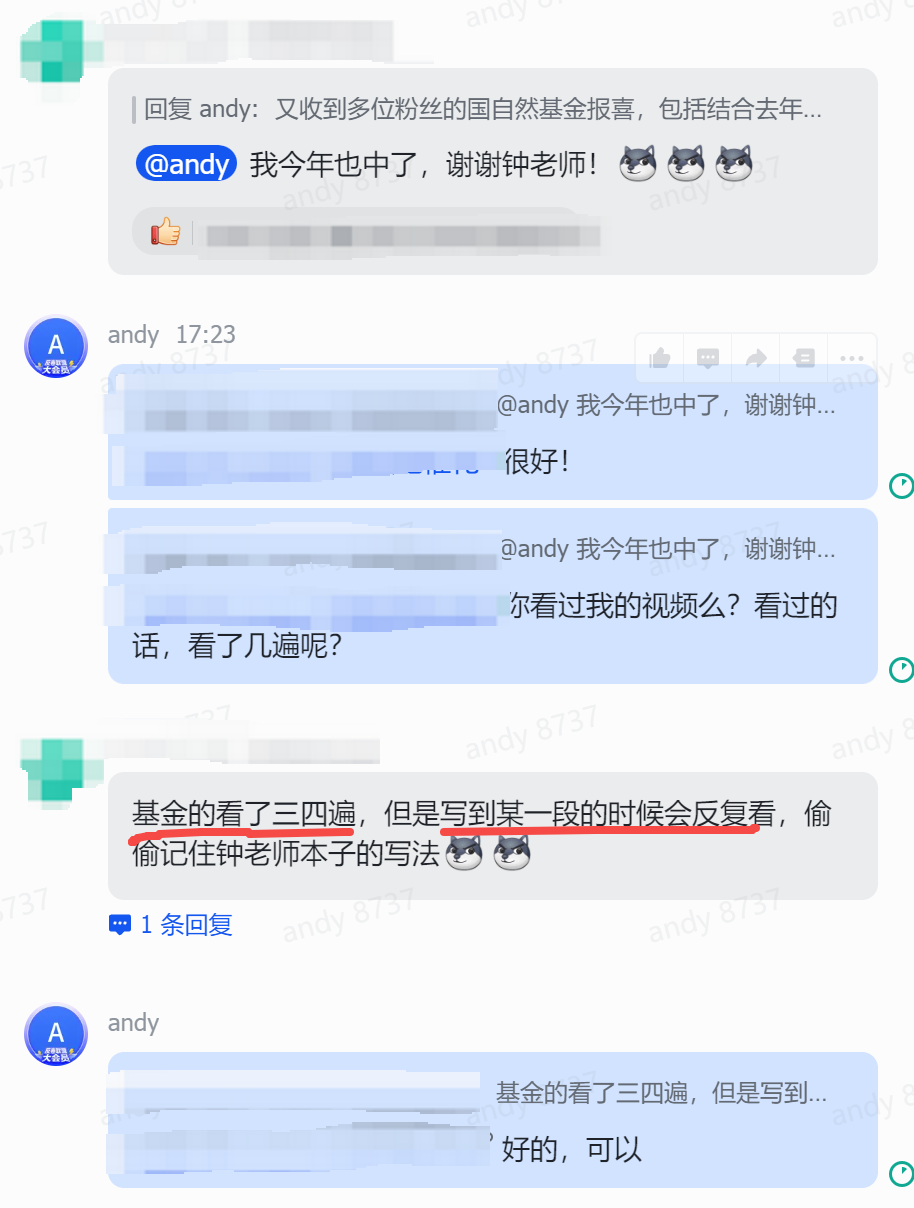 回复 andy：又收到多位粉丝的国自然基金报喜，包括结合去年...
@andy 我今年也中了，谢谢钟老师！
A
大会员
andy 17:23
@andy 我今年也中了，谢谢钟...
很好！
@andy 我今年也中了，谢谢钟...
你看过我的视频么？看过的
话，看了几遍呢？
基金的看了三四遍，但是写到某一段的时候会反复看，偷
偷记住钟老师本子的写法
1 条回复
A
大会员
andy
基金的看了三四遍，但是写到...
好的，可以
andy 8737